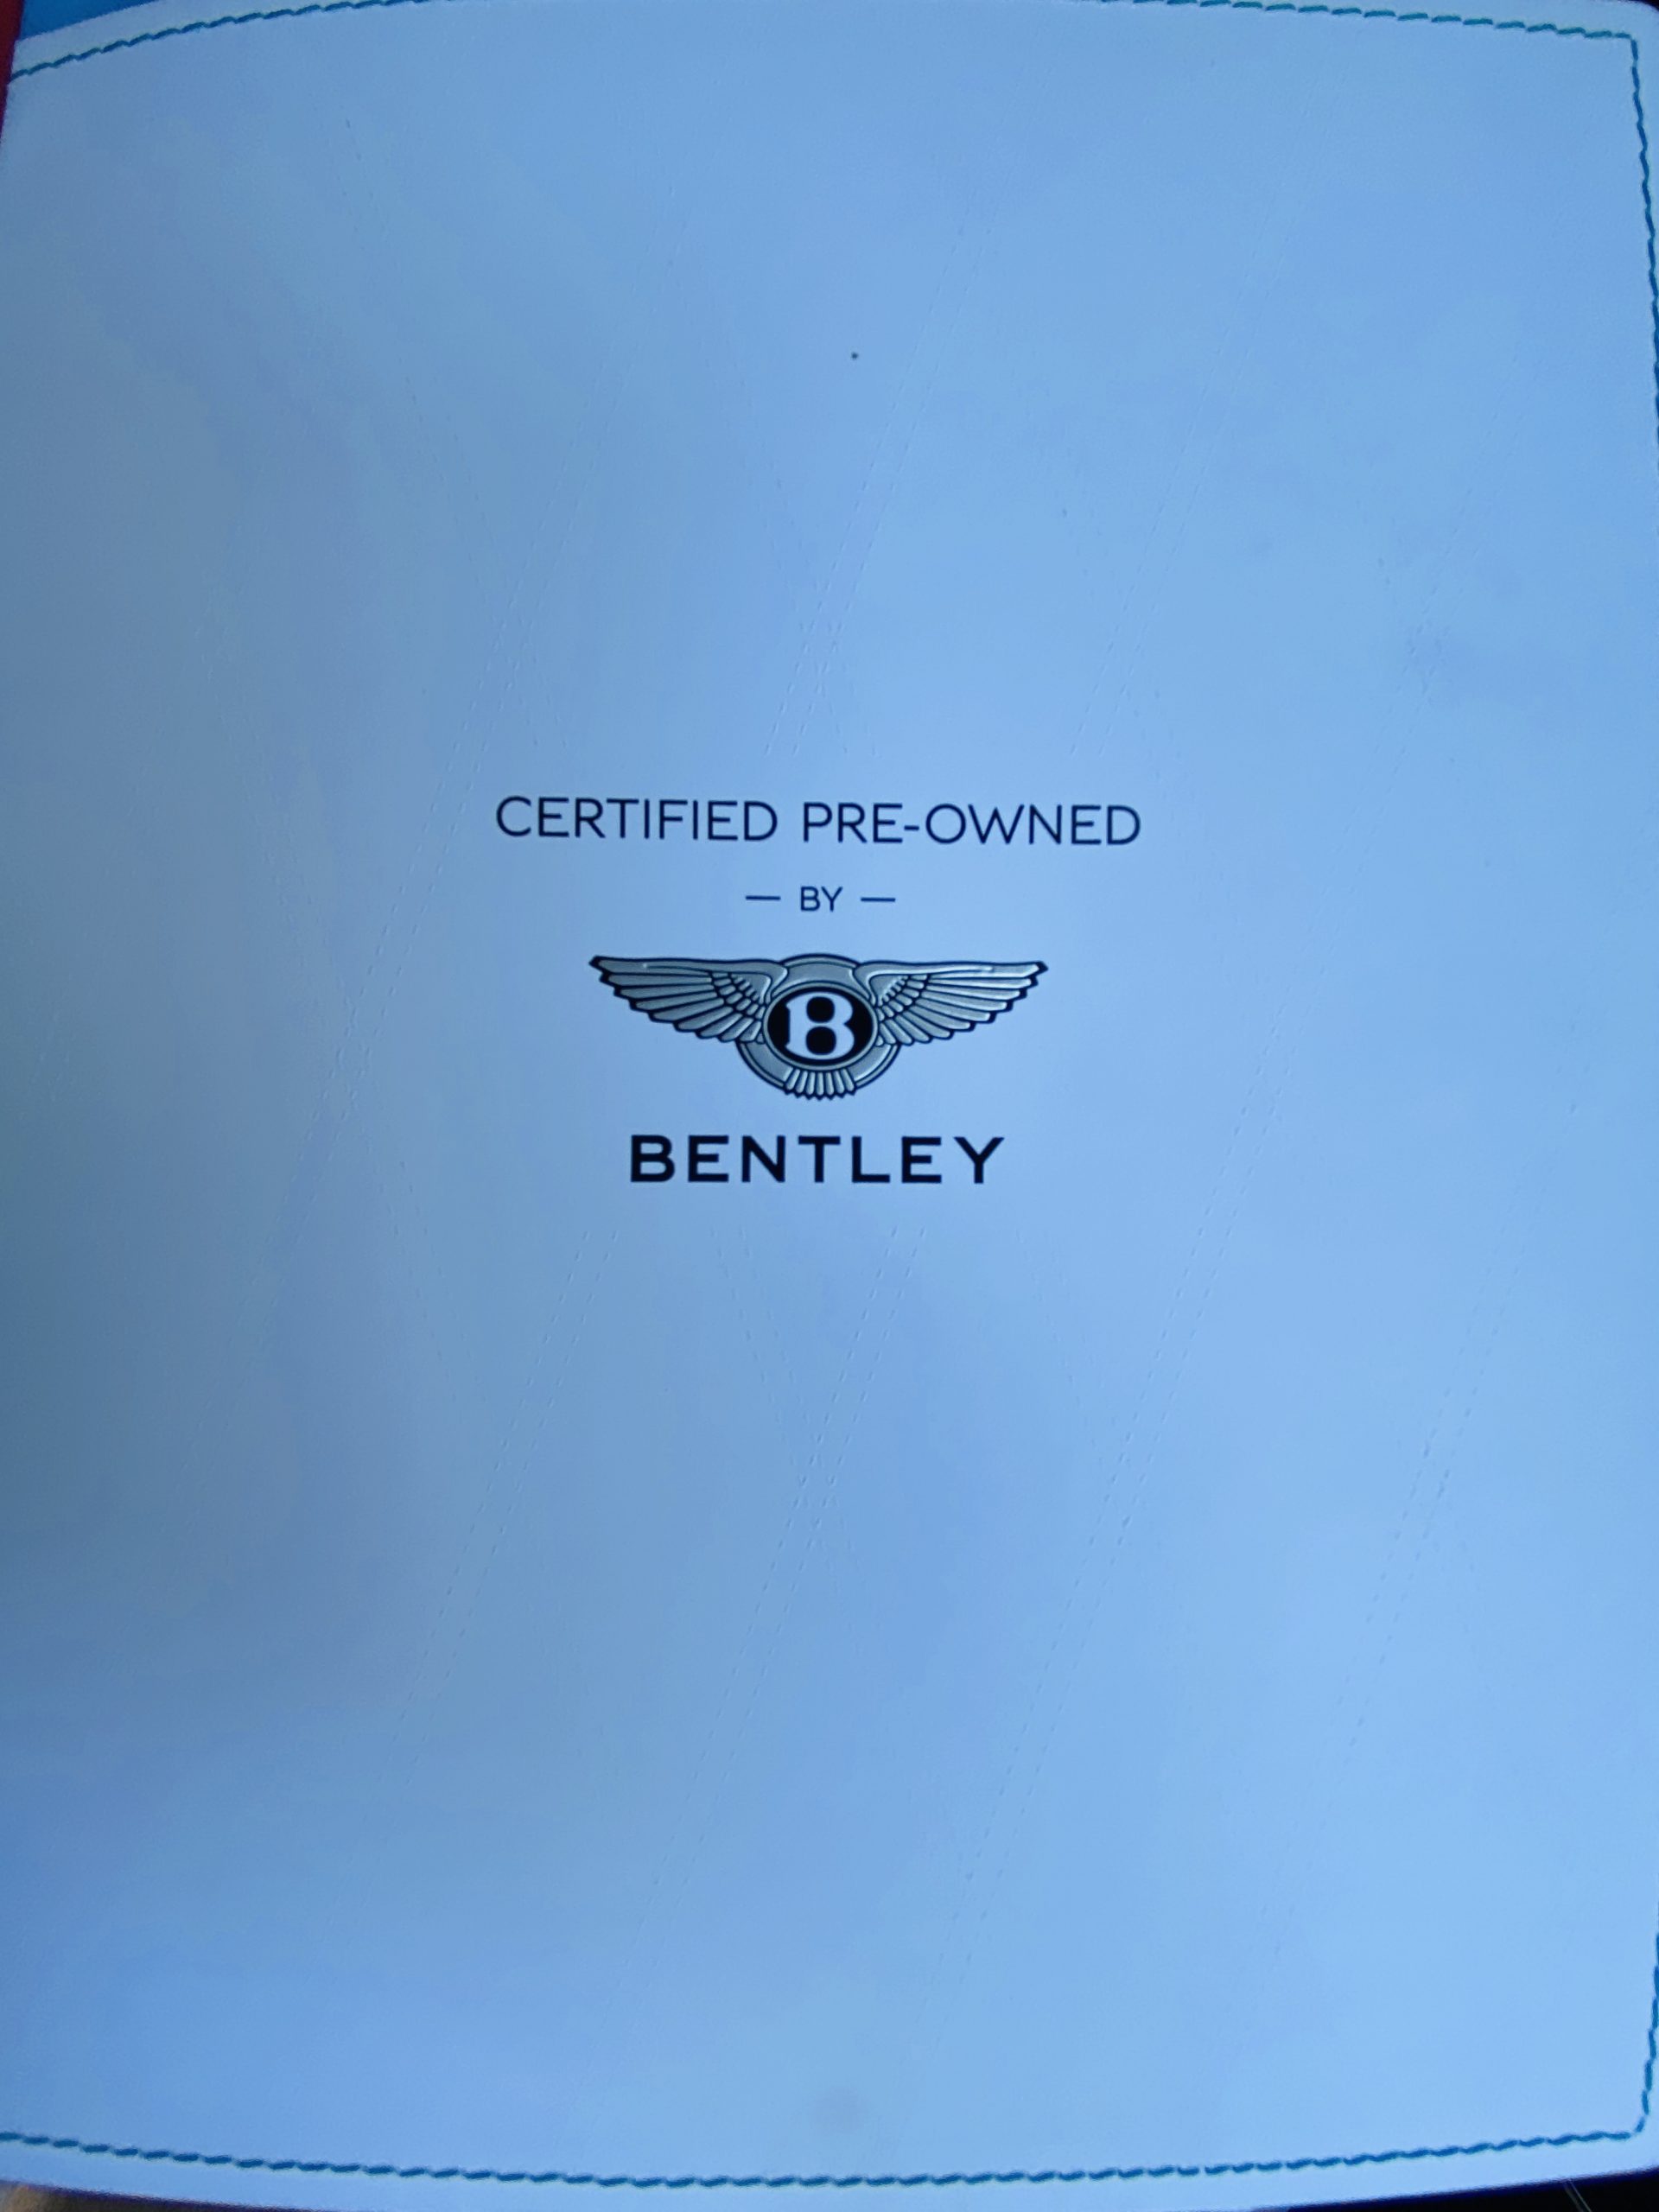 CERTIFIED PRE-OWNED
— BY —
B
BENTLEY